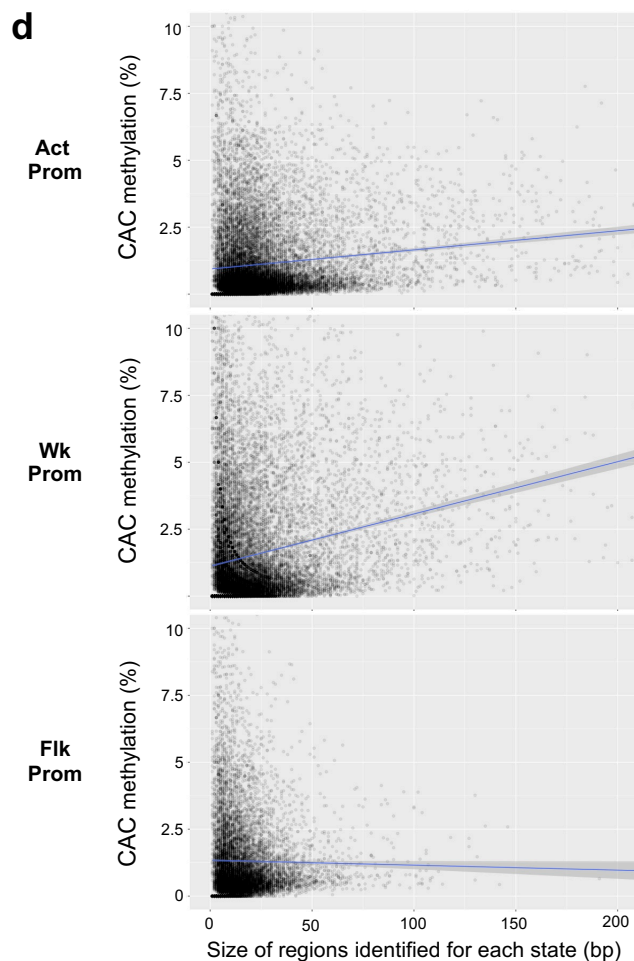 d
Act
Prom
CAC methylation (%)
10
7.5
5
2.5
Wk
Prom
CAC methylation (%)
10
7.5
5
2.5
Flk
Prom
CAC methylation (%)
10
7.5
5
2.5
0
0 50 100 150 200
Size of regions identified for each state (bp)